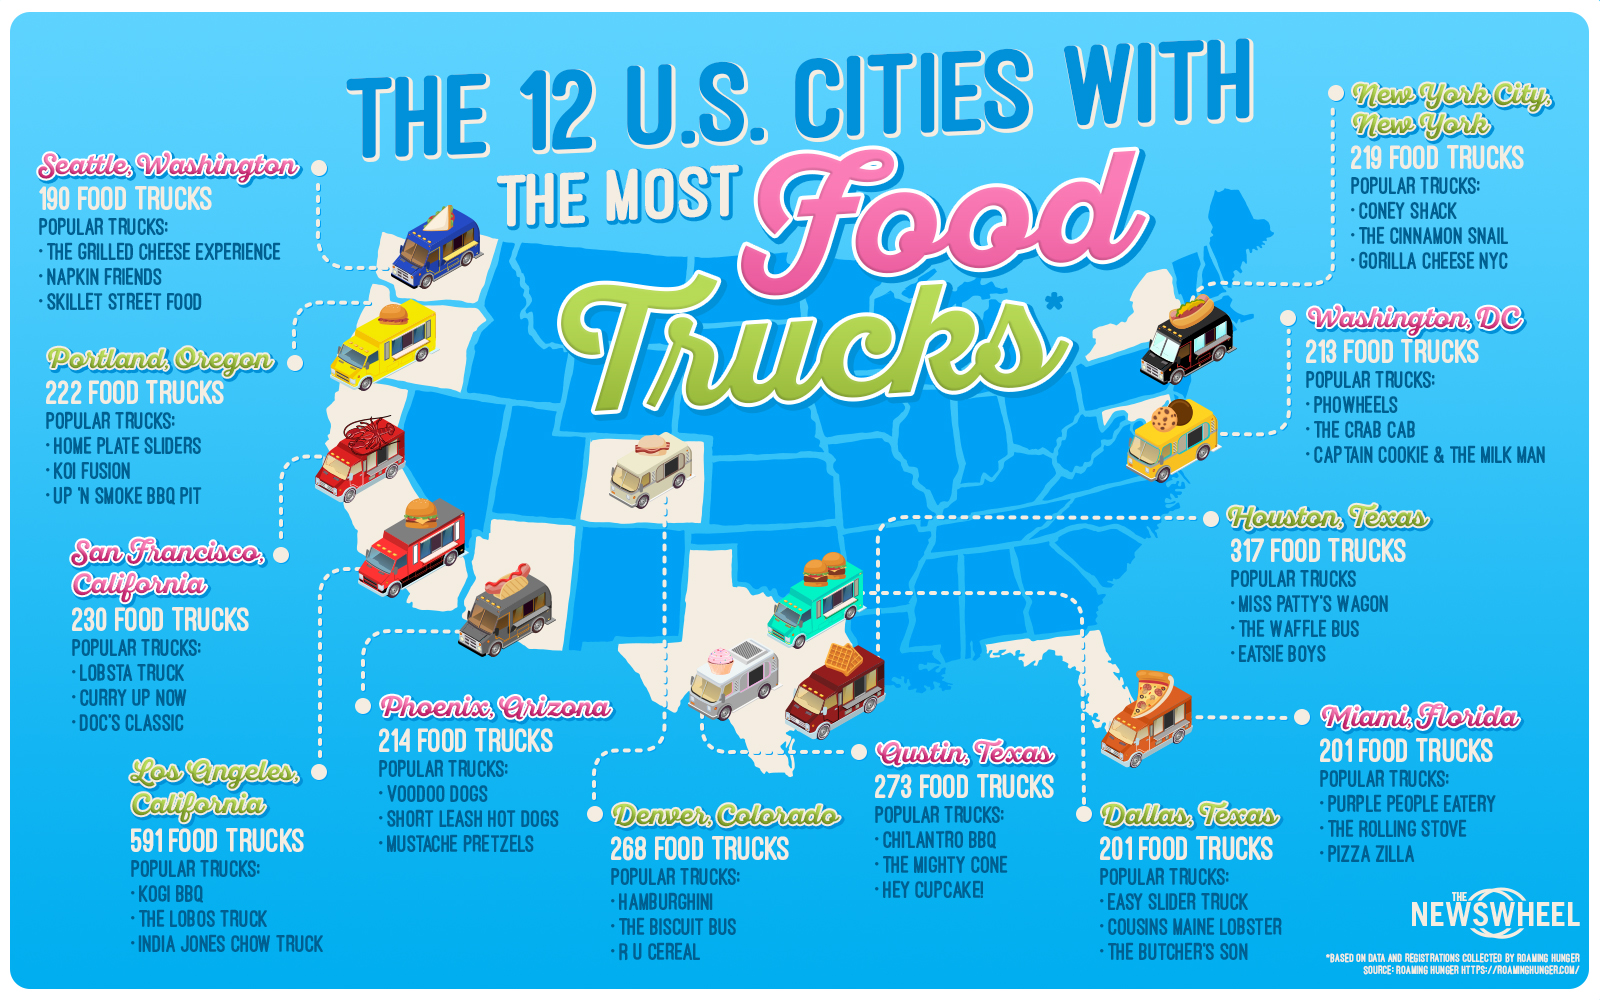 THE 12 U.S. CITIES WITH
THE MOST Food
Trucks*
Seattle, Washington
190 FOOD TRUCKS
POPULAR TRUCKS:
· THE GRILLED CHEESE EXPERIENCE
· NAPKIN FRIENDS
· SKILLET STREET FOOD
Portland, Oregon
222 FOOD TRUCKS
POPULAR TRUCKS:
· HOME PLATE SLIDERS
· KOI FUSION
· UP 'N SMOKE BBQ PIT
San Francisco,
California
230 FOOD TRUCKS
POPULAR TRUCKS:
· LOBSTA TRUCK
· CURRY UP NOW
· DOC'S CLASSIC
Los Angeles,
California
591 FOOD TRUCKS
POPULAR TRUCKS:
· KOGI BBQ
· THE LOBOS TRUCK
· INDIA JONES CHOW TRUCK
Phoenix, Arizona
214 FOOD TRUCKS
POPULAR TRUCKS:
· VOODOO DOGS
· SHORT LEASH HOT DOGS
· MUSTACHE PRETZELS
Denver, Colorado
268 FOOD TRUCKS
POPULAR TRUCKS:
· HAMBURGHINI
· THE BISCUIT BUS
· R U CEREAL
Austin, Texas
273 FOOD TRUCKS
POPULAR TRUCKS:
· CHI'LANTRO BBQ
· THE MIGHTY CONE
· HEY CUPCAKE!
Dallas, Texas
201 FOOD TRUCKS
POPULAR TRUCKS:
· EASY SLIDER TRUCK
· COUSINS MAINE LOBSTER
· THE BUTCHER'S SON
New York City,
New York
219 FOOD TRUCKS
POPULAR TRUCKS:
· CONEY SHACK
· THE CINNAMON SNAIL
· GORILLA CHEESE NYC
Washington, DC
213 FOOD TRUCKS
POPULAR TRUCKS:
· PHOWHEELS
· THE CRAB CAB
· CAPTAIN COOKIE & THE MILK MAN
Houston, Texas
317 FOOD TRUCKS
POPULAR TRUCKS
· MISS PATTY'S WAGON
· THE WAFFLE BUS
· EATSIE BOYS
Miami, Florida
201 FOOD TRUCKS
POPULAR TRUCKS:
· PURPLE PEOPLE EATERY
· THE ROLLING STOVE
· PIZZA ZILLA
THE
NEWSWHEEL
*BASED ON DATA AND REGISTRATIONS COLLECTED BY ROAMING HUNGER
SOURCE: ROAMING HUNGER HTTPS://ROAMINGHUNGER.COM/